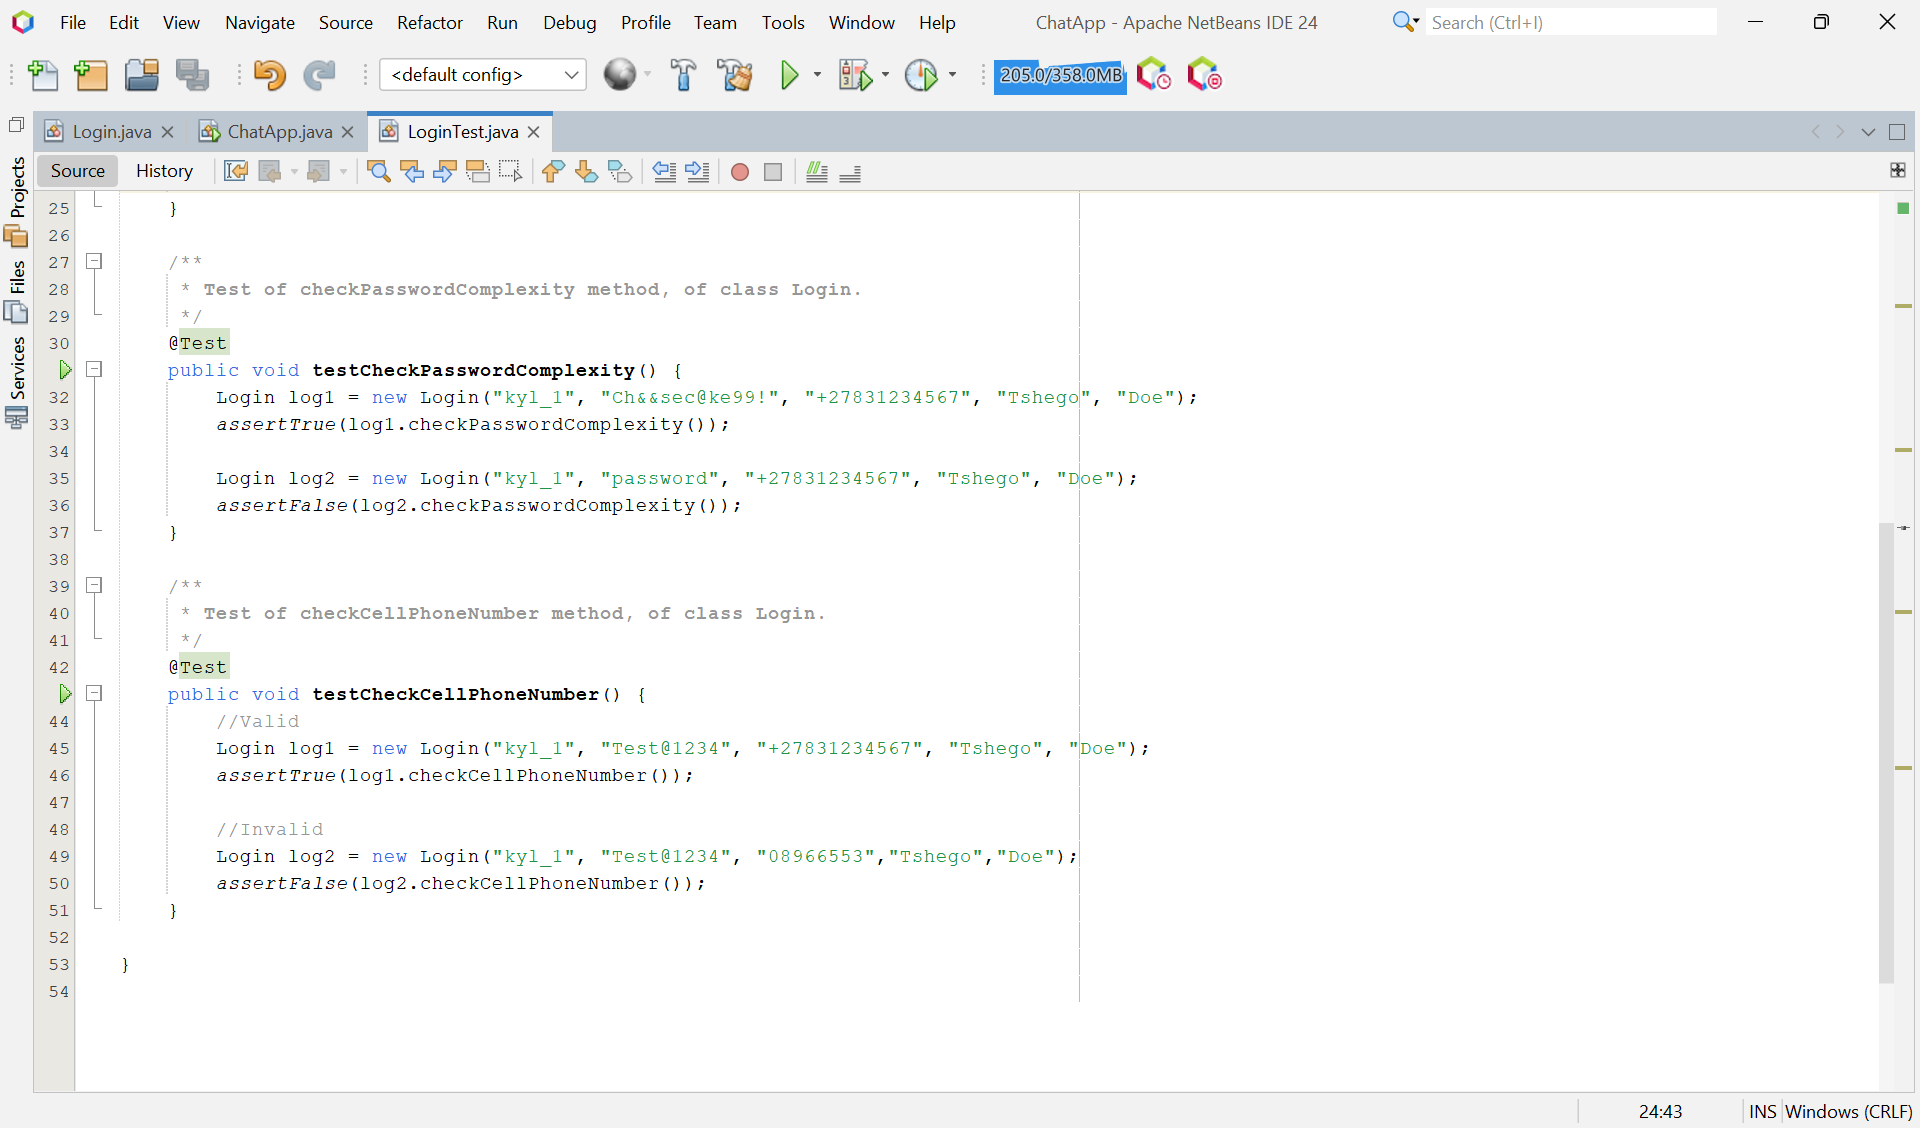 File Edit View Navigate Source Refactor Run Debug Profile Team Tools Window Help ChatApp - Apache NetBeans IDE 24 Search (Ctrl+I)
<default config> 205.0/358.0MB
Login.java ChatApp.java LoginTest.java
Source History
Projects
Files
Services
25 }
26
27 /**
28 * Test of checkPasswordComplexity method, of class Login.
29 */
30 @Test
public void testCheckPasswordComplexity() {
32 Login log1 = new Login("kyl_1", "Ch&&sec@ke99!", "+27831234567", "Tshego", "Doe");
33 assertTrue(log1.checkPasswordComplexity());
34
35 Login log2 = new Login("kyl_1", "password", "+27831234567", "Tshego", "Doe");
36 assertFalse(log2.checkPasswordComplexity());
37 }
38
39 /**
40 * Test of checkCellPhoneNumber method, of class Login.
41 */
42 @Test
public void testCheckCellPhoneNumber() {
44 //Valid
45 Login log1 = new Login("kyl_1", "Test@1234", "+27831234567", "Tshego", "Doe");
46 assertTrue(log1.checkCellPhoneNumber());
47
48 //Invalid
49 Login log2 = new Login("kyl_1", "Test@1234", "08966553","Tshego","Doe");
50 assertFalse(log2.checkCellPhoneNumber());
51 }
52
53 }
54
24:43 INS Windows (CRLF)